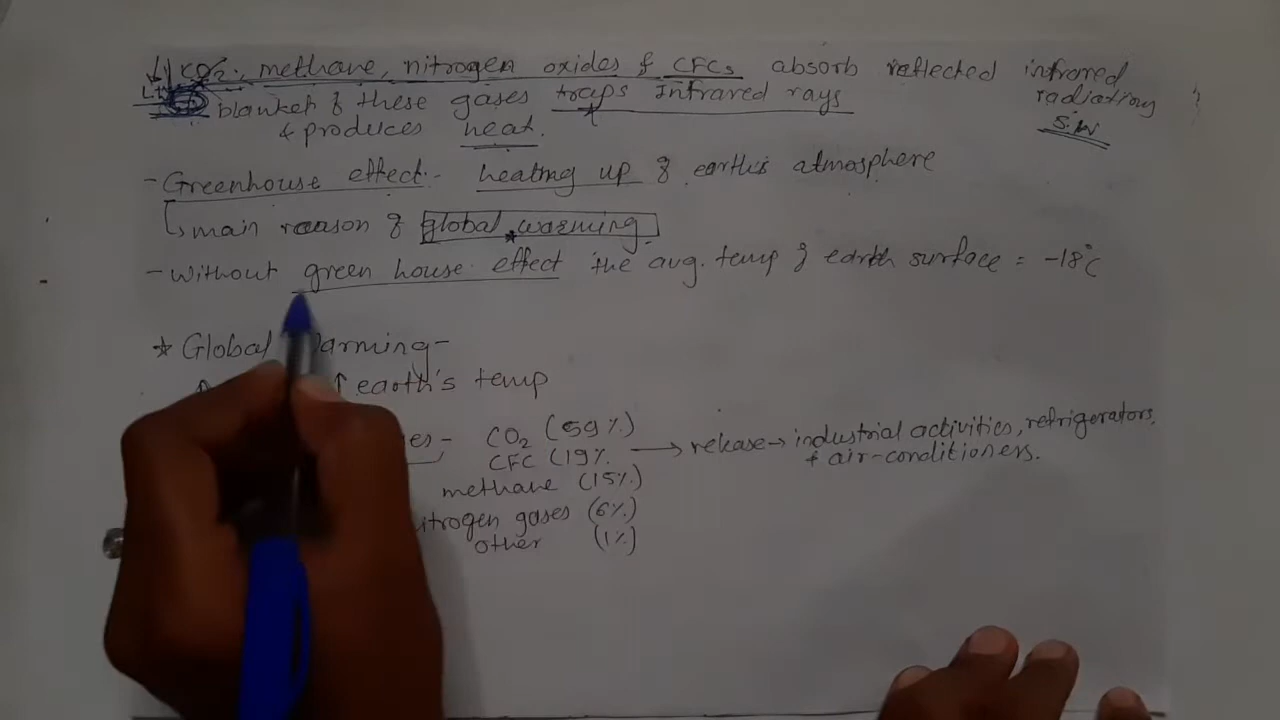 CO2, methane, nitrogen oxides & CFCs absorb reflected infrared radiations
blanket of these gases traps Infrared rays
S.W
& produces heat.
- Greenhouse effect - heating up of earth's atmosphere
main reason of global warming.
- Without green house effect the avg. temp of earth surface = -18°C
* Global warming-
↑ earth's temp
CO2 (59%)
CFC (19% → release → industrial activities, refrigerators,
+ air-conditioners.
methane (15%)
nitrogen gases (6%)
other (1%)